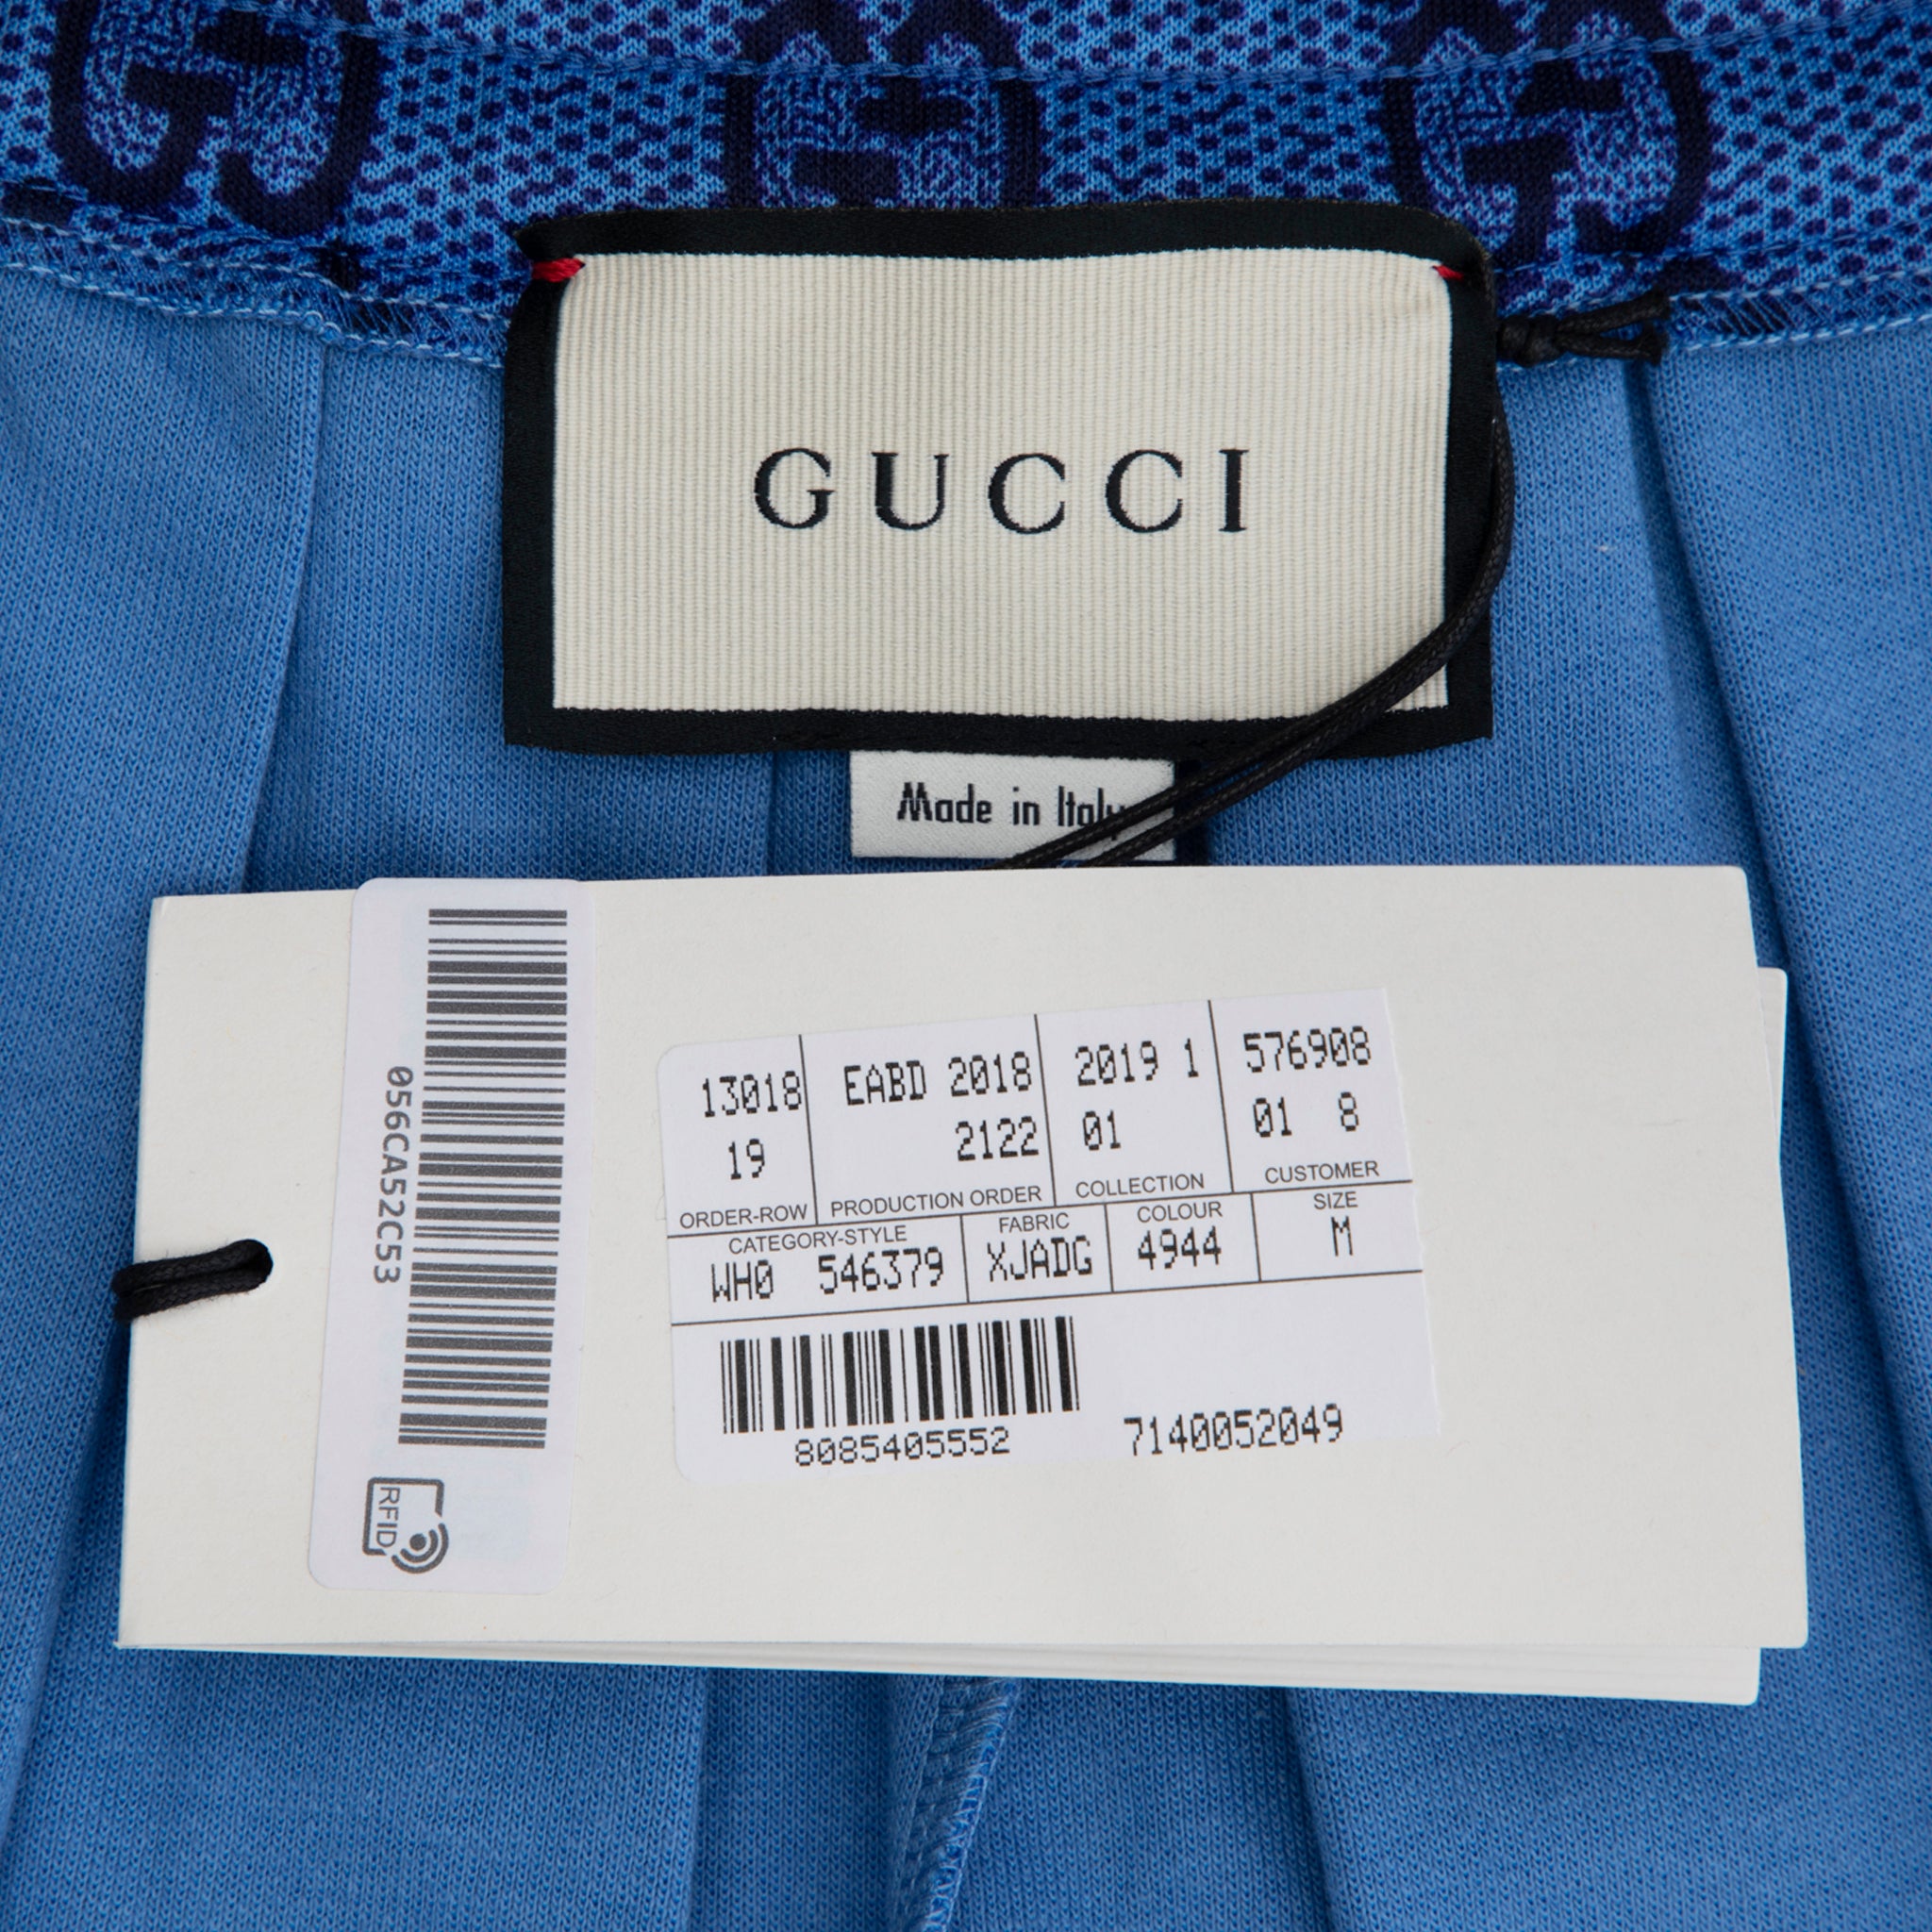 GUCCI
Made in Italy
056CA52C53
RFID
13018 EABD 2018 2019 1 576908
19 2122 01 01 8
ORDER-ROW PRODUCTION ORDER COLLECTION CUSTOMER
CATEGORY-STYLE FABRIC COLOUR SIZE
WH0 546379 XJADG 4944 M
8085405552 7140052049